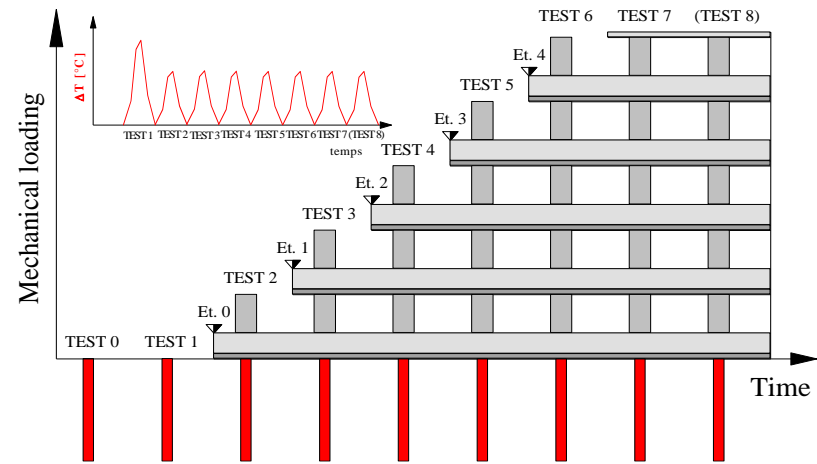 TEST 6 TEST 7 (TEST 8)
Et. 4
TEST 5
Et. 3
TEST 4
Et. 2
TEST 3
Et. 1
TEST 2
Et. 0
TEST 0 TEST 1
Mechanical loading
Time
ΔT [°C]
TEST 1 TEST 2 TEST 3 TEST 4 TEST 5 TEST 6 TEST 7 (TEST 8)
temps